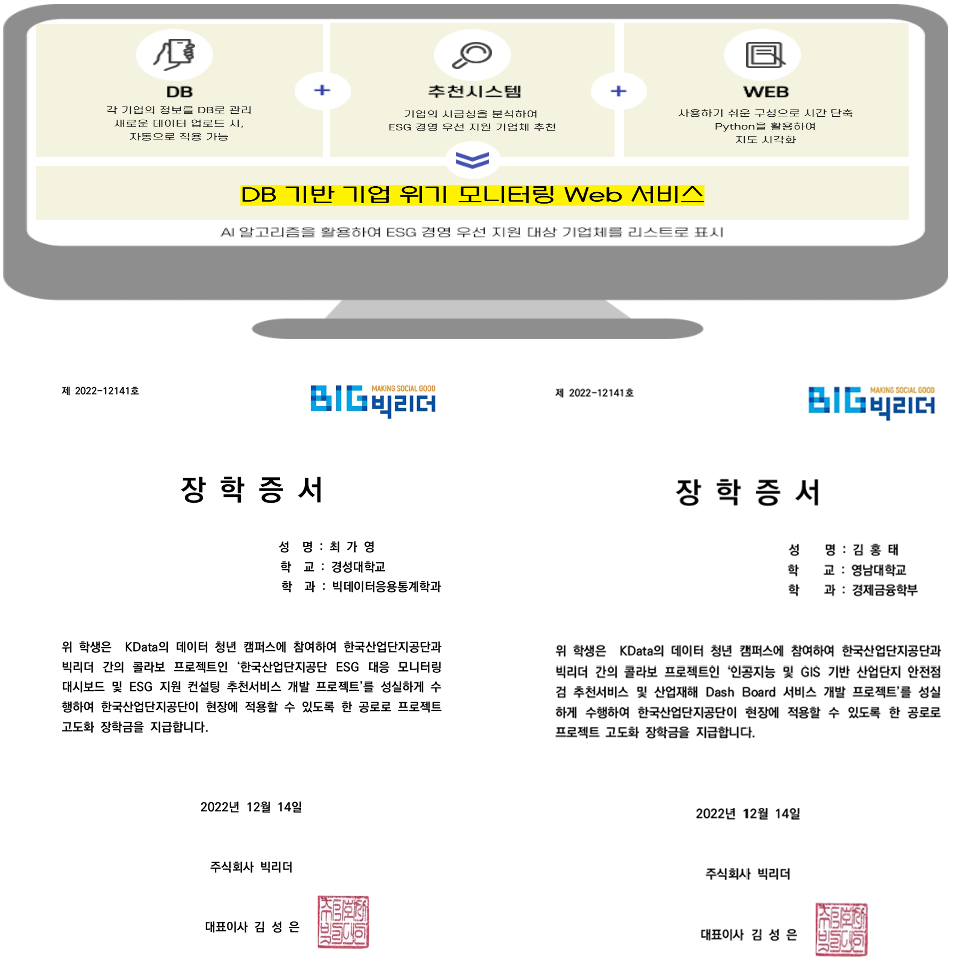 DB
각 기업의 정보를 DB로 관리
새로운 데이터 업로드 시,
자동으로 적용 가능
+
추천시스템
기업의 시급성을 분석하여
ESG 경영 우선 지원 기업체 추천
+
WEB
사용하기 쉬운 구성으로 시간 단축
Python을 활용하여
지도 시각화
DB 기반 기업 위기 모니터링 Web 서비스
AI 알고리즘을 활용하여 ESG 경영 우선 지원 대상 기업체를 리스트로 표시
제 2022-12141호
MAKING SOCIAL GOOD
BIG빅리더
장 학 증 서
성 명 : 최 가 영
학 교 : 경성대학교
학 과 : 빅데이터응용통계학과
위 학생은 KData의 데이터 청년 캠퍼스에 참여하여 한국산업단지공단과
빅리더 간의 콜라보 프로젝트인 '한국산업단지공단 ESG 대응 모니터링
대시보드 및 ESG 지원 컨설팅 추천서비스 개발 프로젝트'를 성실하게 수
행하여 한국산업단지공단이 현장에 적용할 수 있도록 한 공로로 프로젝트
고도화 장학금을 지급합니다.
2022년 12월 14일
주식회사 빅리더
대표이사 김 성 은
제 2022-12141호
MAKING SOCIAL GOOD
BIG빅리더
장 학 증 서
성 명 : 김 홍 태
학 교 : 영남대학교
학 과 : 경제금융학부
위 학생은 KData의 데이터 청년 캠퍼스에 참여하여 한국산업단지공단과
빅리더 간의 콜라보 프로젝트인 '인공지능 및 GIS 기반 산업단지 안전점
검 추천서비스 및 산업재해 Dash Board 서비스 개발 프로젝트'를 성실
하게 수행하여 한국산업단지공단이 현장에 적용할 수 있도록 한 공로로
프로젝트 고도화 장학금을 지급합니다.
2022년 12월 14일
주식회사 빅리더
대표이사 김 성 은